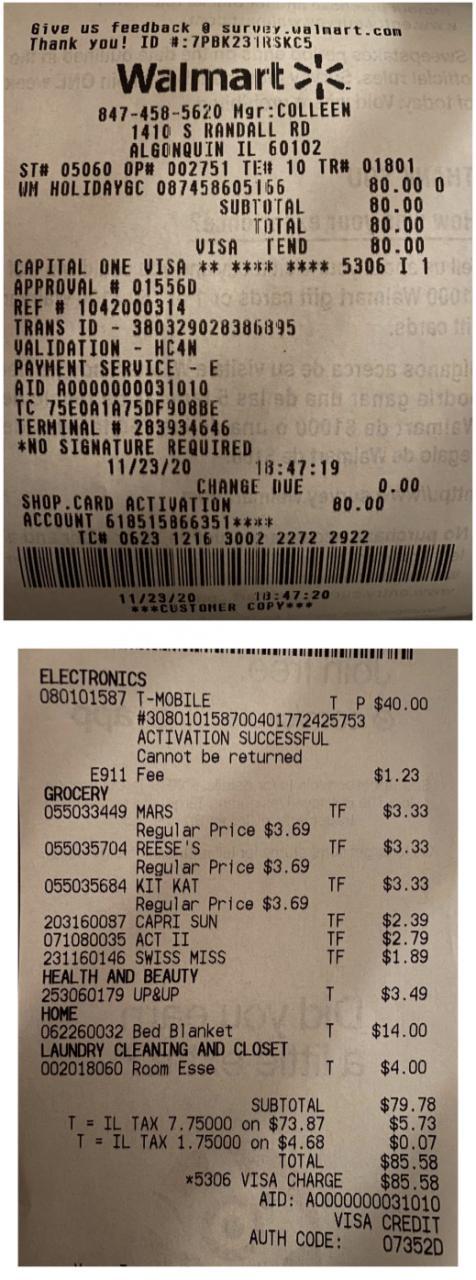 Give us feedback @ survey.walmart.com
Thank you! ID #:7PBK231RSKC5
Walmart
847-458-5620 Mgr:COLLEEN
1410 S RANDALL RD
ALGONQUIN IL 60102
ST# 05060 OP# 002751 TE# 10 TR# 01801
WM HOLIDAYGC 087458605166 80.00 O
SUBTOTAL 80.00
TOTAL 80.00
VISA TEND 80.00
CAPITAL ONE VISA ** **** **** 5306 I 1
APPROVAL # 01556D
REF # 1042000314
TRANS ID - 380329028386895
VALIDATION - HC4N
PAYMENT SERVICE - E
AID A0000000031010
TC 75E0A1A75DF908BE
TERMINAL # 283934646
*NO SIGNATURE REQUIRED
11/23/20 18:47:19
CHANGE DUE 0.00
SHOP.CARD ACTIVATION 80.00
ACCOUNT 618515866351****
TC# 0623 1216 3002 2272 2922
11/23/20 18:47:20
***CUSTOMER COPY***
ELECTRONICS
080101587 T-MOBILE T P $40.00
#308010158700401772425753
ACTIVATION SUCCESSFUL
Cannot be returned
E911 Fee $1.23
GROCERY
055033449 MARS TF $3.33
Regular Price $3.69
055035704 REESE'S TF $3.33
Regular Price $3.69
055035684 KIT KAT TF $3.33
Regular Price $3.69
203160087 CAPRI SUN TF $2.39
071080035 ACT II TF $2.79
231160146 SWISS MISS TF $1.89
HEALTH AND BEAUTY
253060179 UP&UP T $3.49
HOME
062260032 Bed Blanket T $14.00
LAUNDRY CLEANING AND CLOSET
002018060 Room Esse T $4.00
SUBTOTAL $79.78
T = IL TAX 7.75000 on $73.87 $5.73
T = IL TAX 1.75000 on $4.68 $0.07
TOTAL $85.58
*5306 VISA CHARGE $85.58
AID: A0000000031010
VISA CREDIT
AUTH CODE: 07352D